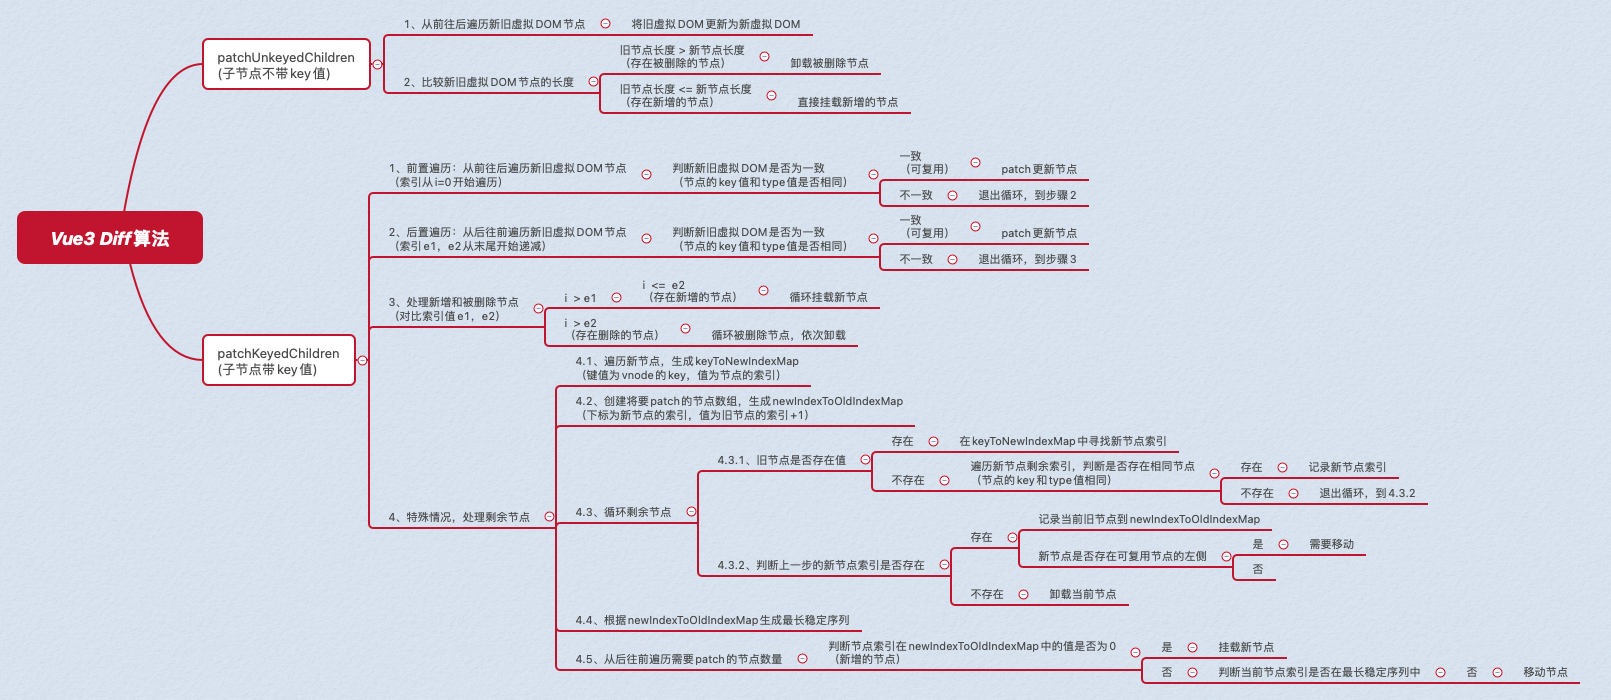 Vue3 Diff算法
patchUnkeyedChildren
(子节点不带key值)
1、从前往后遍历新旧虚拟DOM节点
将旧虚拟DOM更新为新虚拟DOM
2、比较新旧虚拟DOM节点的长度
旧节点长度 > 新节点长度
（存在被删除的节点）
卸载被删除节点
旧节点长度 <= 新节点长度
（存在新增的节点）
直接挂载新增的节点
patchKeyedChildren
(子节点带key值)
1、前置遍历：从前往后遍历新旧虚拟DOM节点
（索引从i=0开始遍历）
判断新旧虚拟DOM是否为一致
（节点的key值和type值是否相同）
一致
（可复用）
patch更新节点
不一致
退出循环，到步骤2
2、后置遍历：从后往前遍历新旧虚拟DOM节点
（索引e1，e2从末尾开始递减）
判断新旧虚拟DOM是否为一致
（节点的key值和type值是否相同）
一致
（可复用）
patch更新节点
不一致
退出循环，到步骤3
3、处理新增和被删除节点
（对比索引值e1，e2）
i > e1
i <= e2
（存在新增的节点）
循环挂载新节点
i > e2
（存在删除的节点）
循环被删除节点，依次卸载
4、特殊情况，处理剩余节点
4.1、遍历新节点，生成keyToNewIndexMap
（键值为vnode的key，值为节点的索引）
4.2、创建将要patch的节点数组，生成newIndexToOldIndexMap
（下标为新节点的索引，值为旧节点的索引+1）
4.3、循环剩余节点
4.3.1、旧节点是否存在值
存在
在keyToNewIndexMap中寻找新节点索引
不存在
遍历新节点剩余索引，判断是否存在相同节点
（节点的key和type值相同）
存在
记录新节点索引
不存在
退出循环，到4.3.2
4.3.2、判断上一步的新节点索引是否存在
存在
记录当前旧节点到newIndexToOldIndexMap
新节点是否存在可复用节点的左侧
是
需要移动
否
不存在
卸载当前节点
4.4、根据newIndexToOldIndexMap生成最长稳定序列
4.5、从后往前遍历需要patch的节点数量
判断节点索引在newIndexToOldIndexMap中的值是否为0
（新增的节点）
是
挂载新节点
否
判断当前节点索引是否在最长稳定序列中
否
移动节点